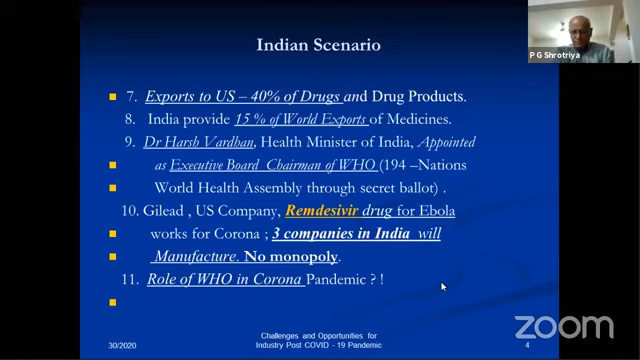 Indian Scenario
P G Shrotriya
7. Exports to US – 40% of Drugs and Drug Products.
8. India provide 15 % of World Exports of Medicines.
9. Dr Harsh Vardhan, Health Minister of India, Appointed
as Executive Board Chairman of WHO (194 –Nations
World Health Assembly through secret ballot) .
10. Gilead , US Company, Remdesivir drug for Ebola
works for Corona ; 3 companies in India will
Manufacture. No monopoly.
11. Role of WHO in Corona Pandemic ? !
30/2020
Challenges and Opportunities for
Industry Post COVID - 19 Pandemic
4
zoom